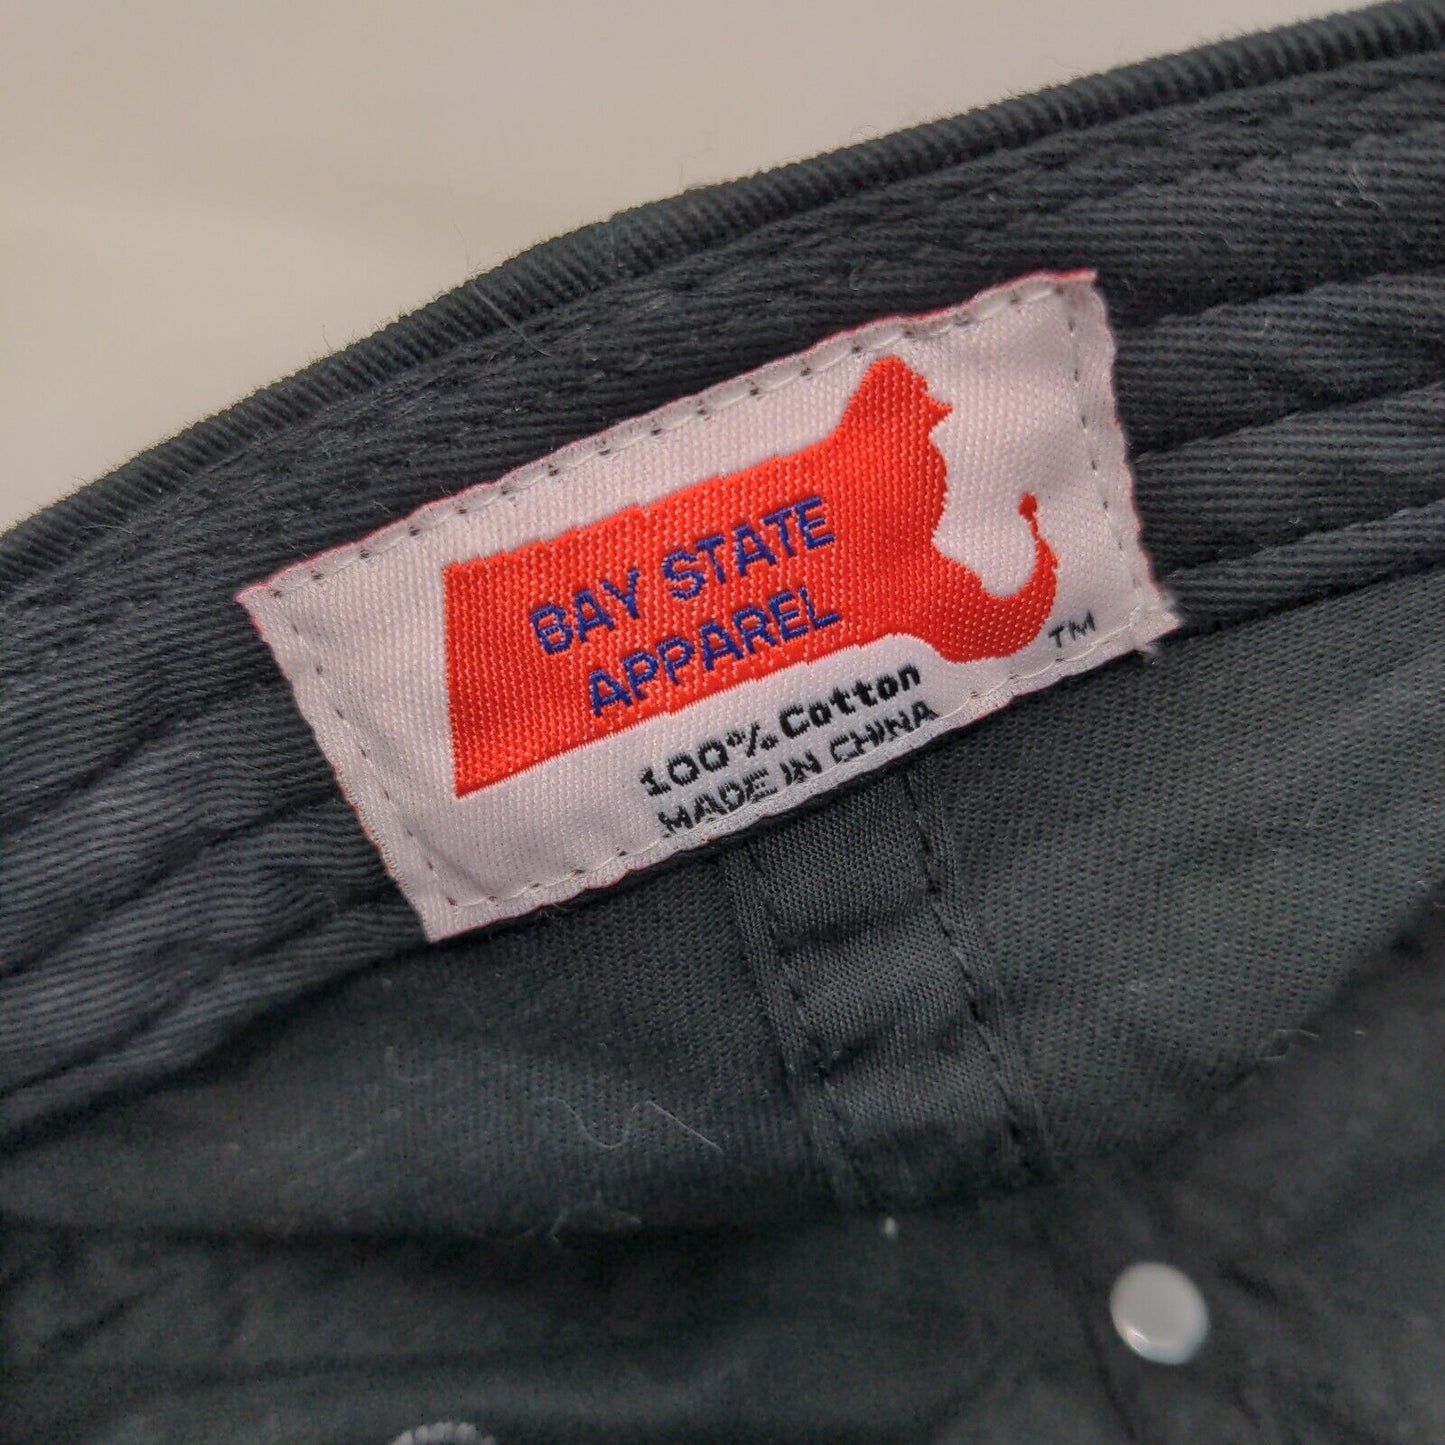 BAY STATE
APPAREL
TM
100% Cotton
MADE IN CHINA